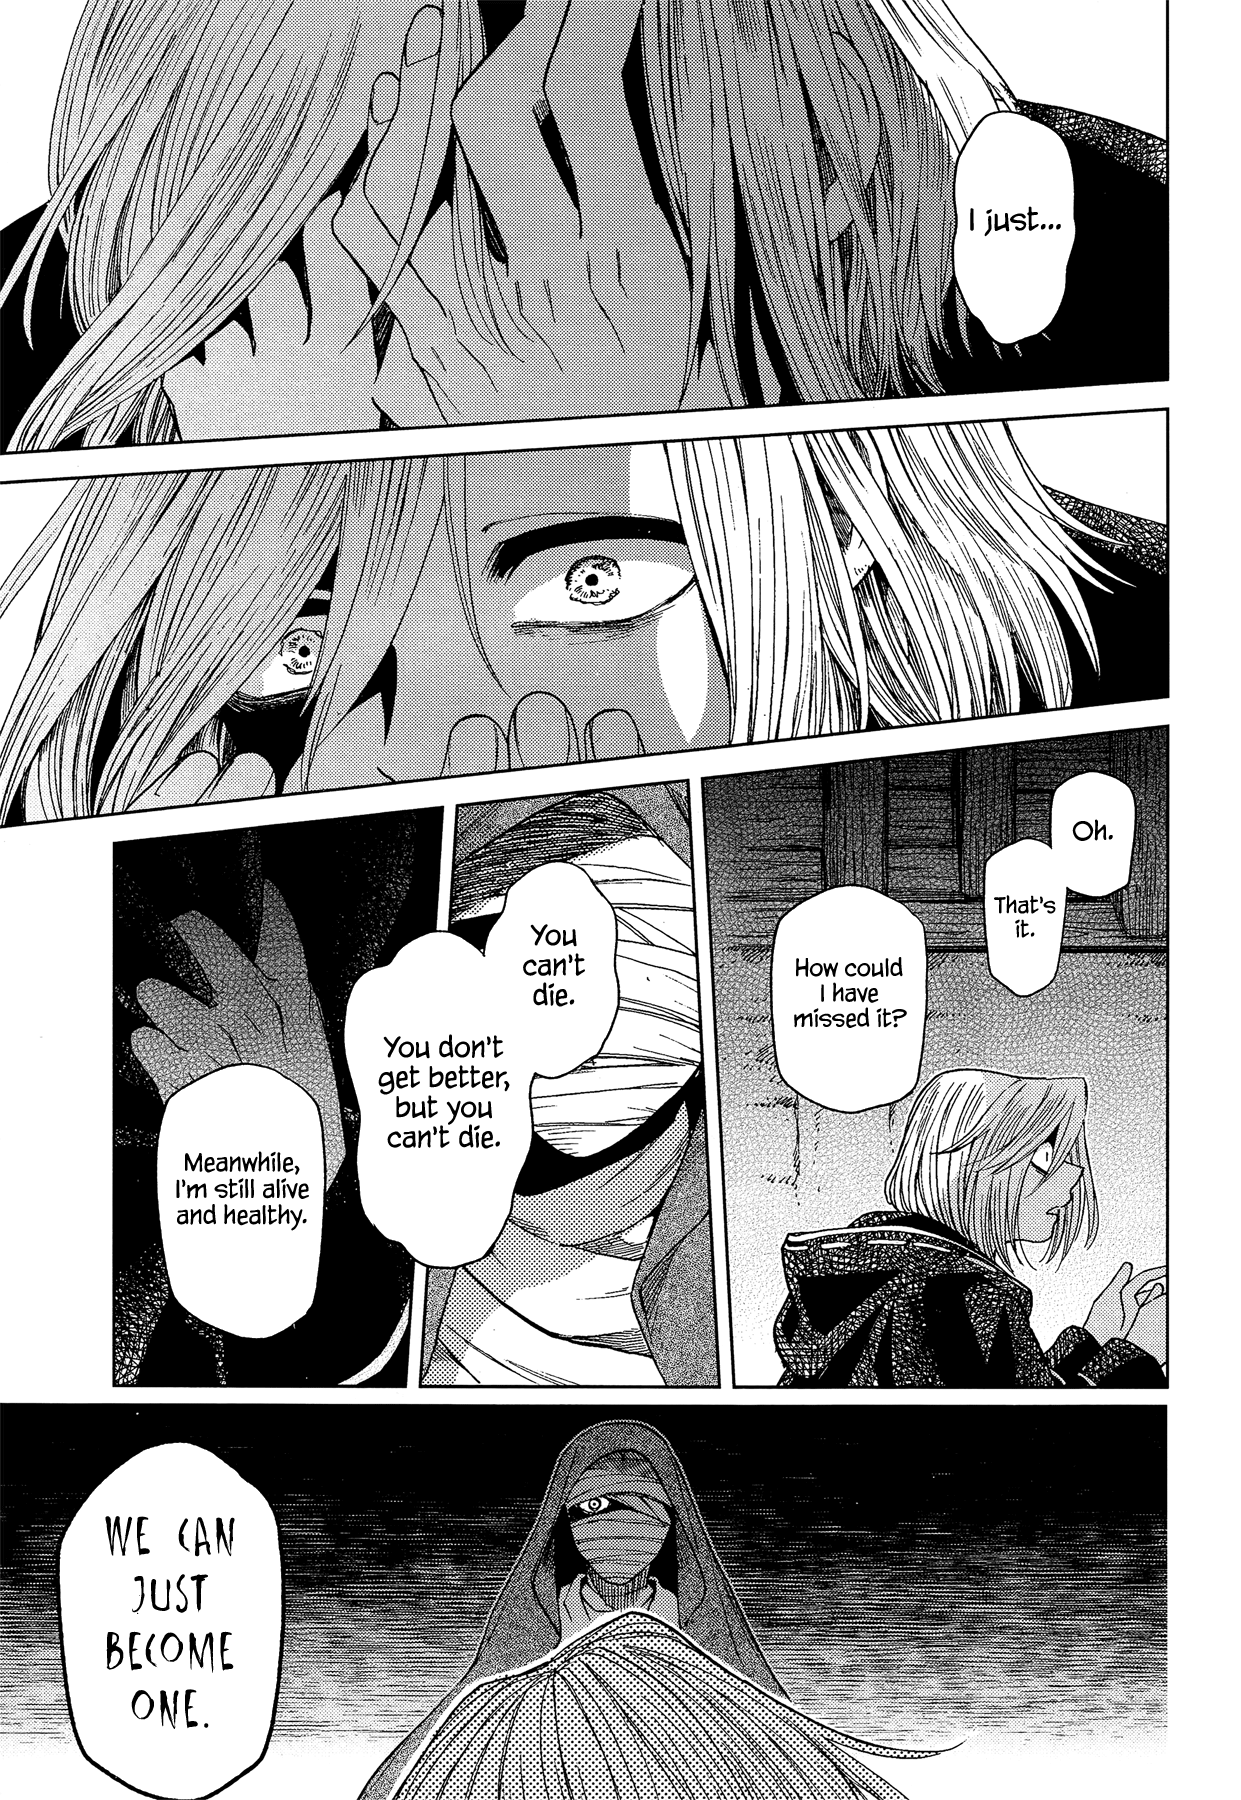 I just...
Oh.
That's
it.
How could
I have
missed it?
You
can't
die.
You don't
get better,
but you
can't die.
Meanwhile,
I'm still alive
and healthy.
WE CAN
JUST
BECOME
ONE.